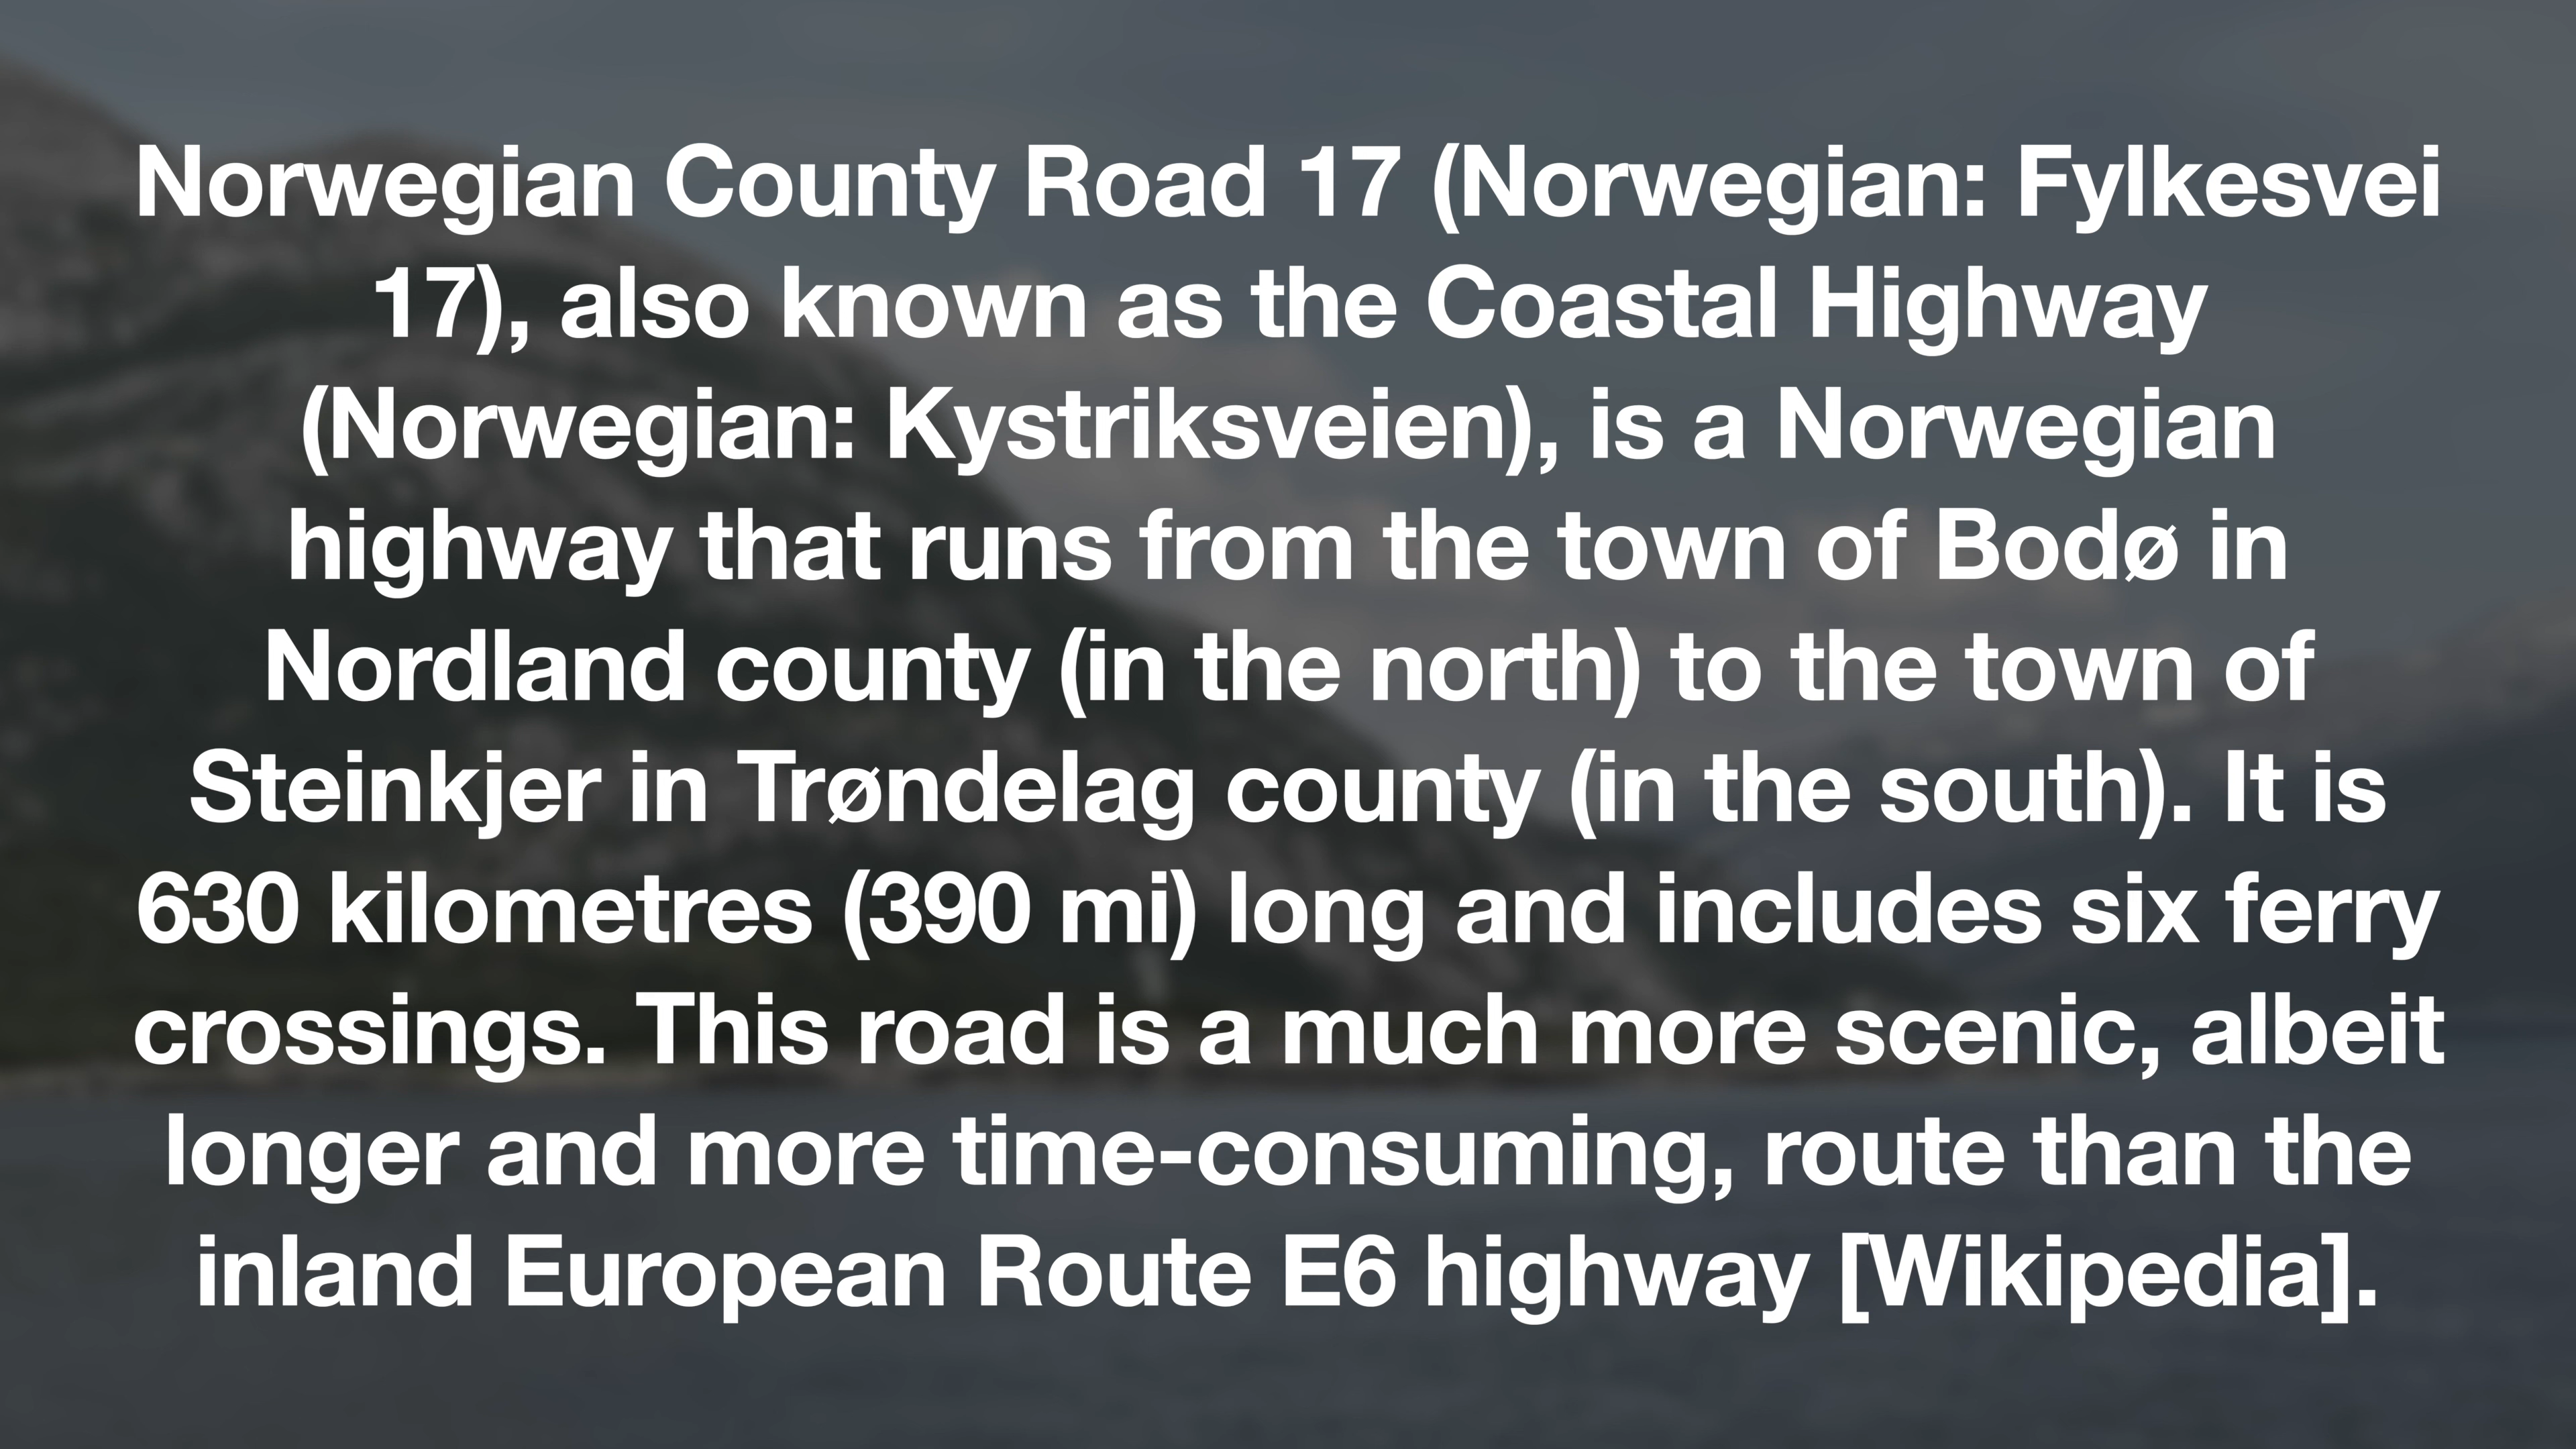 Norwegian County Road 17 (Norwegian: Fylkesvei
17), also known as the Coastal Highway
(Norwegian: Kystriksveien), is a Norwegian
highway that runs from the town of Bodø in
Nordland county (in the north) to the town of
Steinkjer in Trøndelag county (in the south). It is
630 kilometres (390 mi) long and includes six ferry
crossings. This road is a much more scenic, albeit
longer and more time-consuming, route than the
inland European Route E6 highway [Wikipedia].